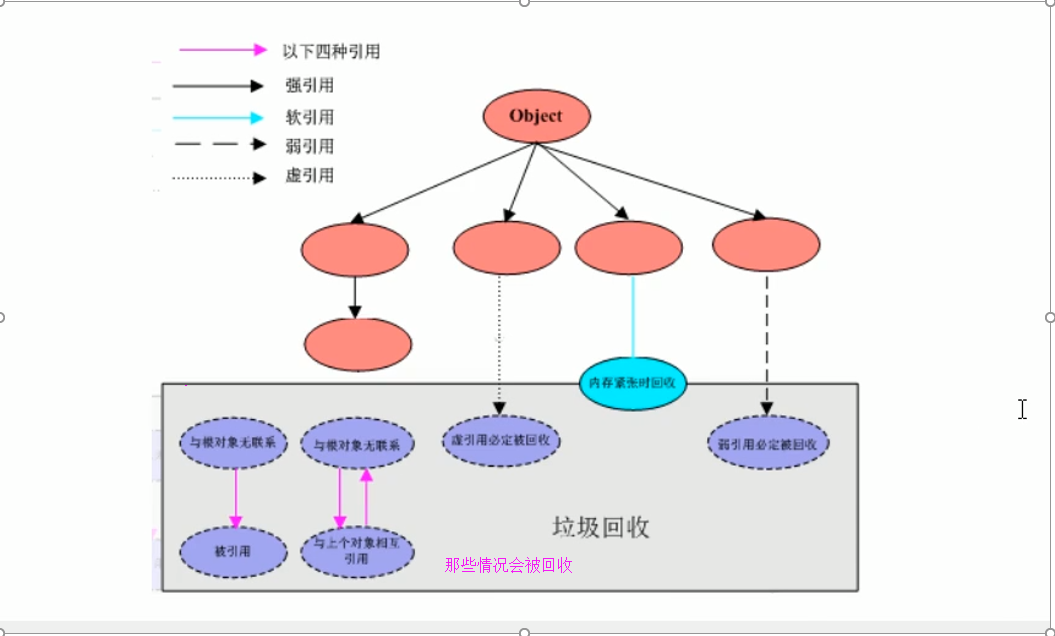 以下四种引用
强引用
软引用
弱引用
虚引用
Object
内存紧张时回收
与根对象无联系
与根对象无联系
虚引用必定被回收
弱引用必定被回收
被引用
与上个对象相互
引用
垃圾回收
那些情况会被回收